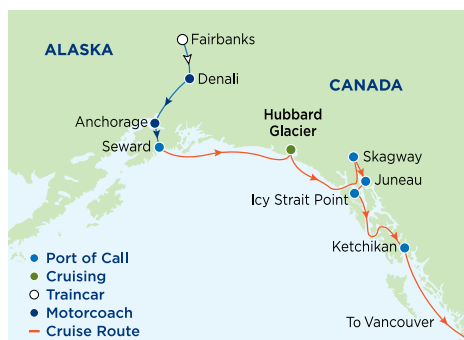 Fairbanks
ALASKA
Denali
CANADA
Anchorage
Hubbard
Glacier
Seward
Skagway
Juneau
Icy Strait Point
Ketchikan
Port of Call
Cruising
Traincar
Motorcoach
Cruise Route
To Vancouver